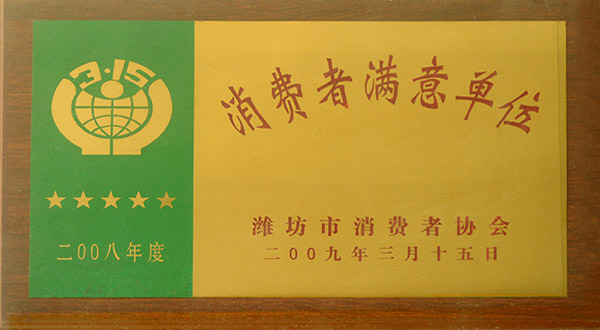 3·15
二00八年度
消费者满意单位
潍坊市消费者协会
二00九年三月十五日